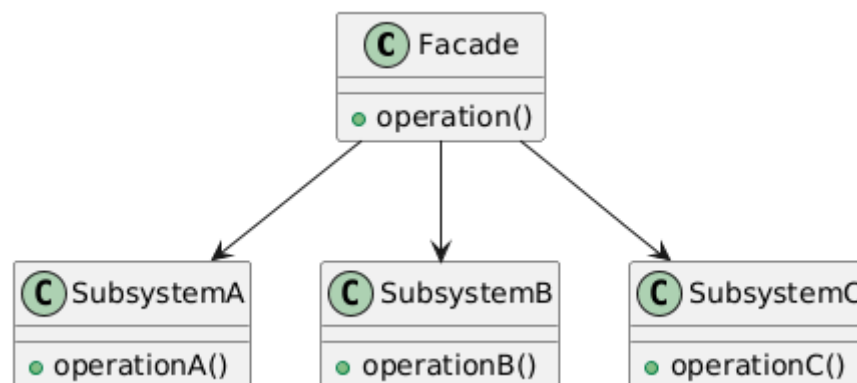 C Facade
operation()
C SubsystemA
C SubsystemB
C SubsystemC
operationA()
operationB()
operationC()